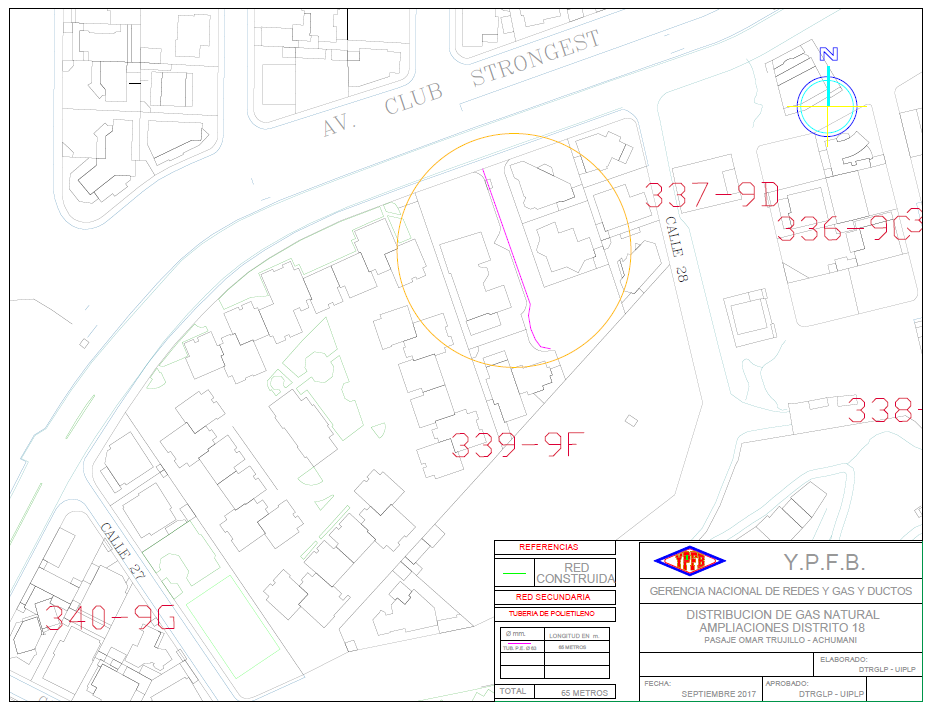 AV. CLUB STRONGEST
N
337-9D
336-9C
3
CALLE 28
338-
339-9F
CALLE 27
340-9G
REFERENCIAS
RED
CONSTRUIDA
RED SECUNDARIA
TUBERIA DE POLIETILENO
Ø mm. LONGITUD EN m.
TUB. P.E. Ø 63 65 METROS
TOTAL 65 METROS
YPFB
Y.P.F.B.
GERENCIA NACIONAL DE REDES Y GAS Y DUCTOS
DISTRIBUCION DE GAS NATURAL
AMPLIACIONES DISTRITO 18
PASAJE OMAR TRUJILLO - ACHUMANI
ELABORADO:
DTRGLP - UIPLP
FECHA:
SEPTIEMBRE 2017
APROBADO:
DTRGLP - UIPLP